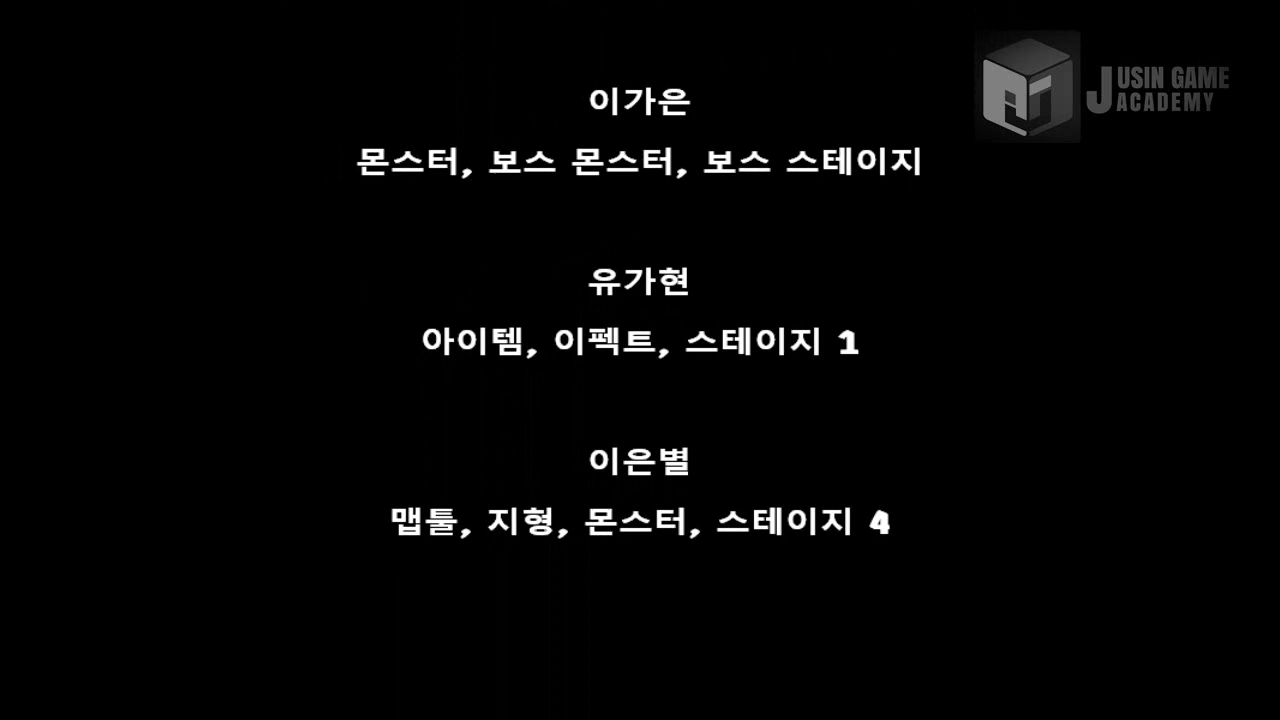 JUSIN GAME
ACADEMY
이가은
몬스터, 보스 몬스터, 보스 스테이지
유가현
아이템, 이펙트, 스테이지 1
이은별
맵툴, 지형, 몬스터, 스테이지 4